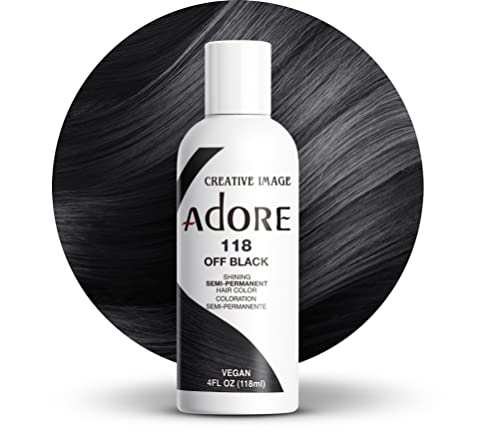 CREATIVE IMAGE
ADORE
118
OFF BLACK
SHINING
SEMI-PERMANENT
HAIR COLOR
COLORATION
SEMI-PERMANENTE
VEGAN
4FL OZ (118ml)